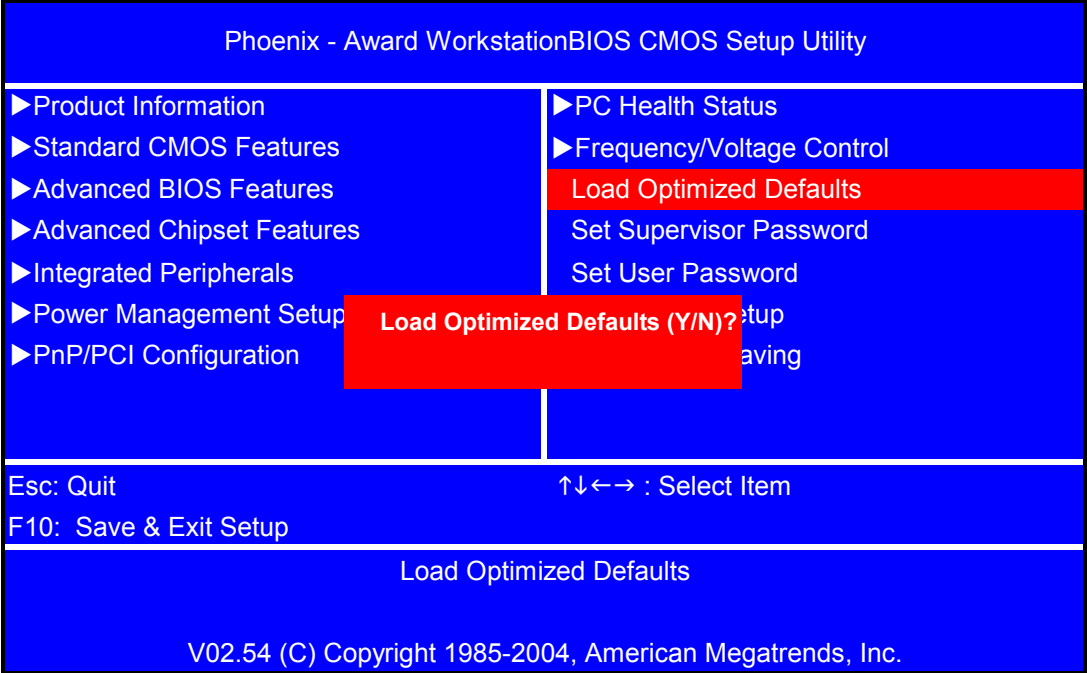 Phoenix - Award WorkstationBIOS CMOS Setup Utility
▶Product Information
▶Standard CMOS Features
▶Advanced BIOS Features
▶Advanced Chipset Features
▶Integrated Peripherals
▶Power Management Setup
▶PnP/PCI Configuration
▶PC Health Status
▶Frequency/Voltage Control
Load Optimized Defaults
Set Supervisor Password
Set User Password
etup
aving
Load Optimized Defaults (Y/N)?
Esc: Quit
↑↓←→ : Select Item
F10: Save & Exit Setup
Load Optimized Defaults
V02.54 (C) Copyright 1985-2004, American Megatrends, Inc.